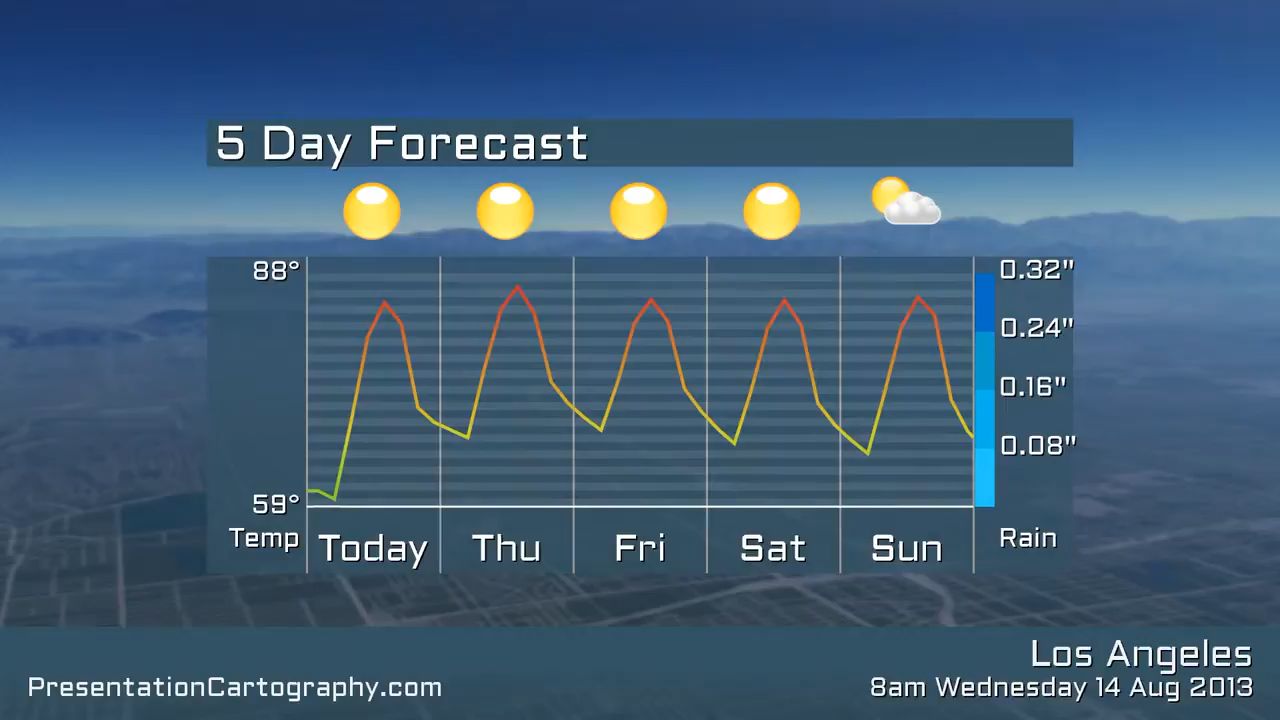 5 Day Forecast
88°
0.32"
0.24"
0.16"
0.08"
59°
Temp
Today
Thu
Fri
Sat
Sun
Rain
Los Angeles
PresentationCartography.com
8am Wednesday 14 Aug 2013